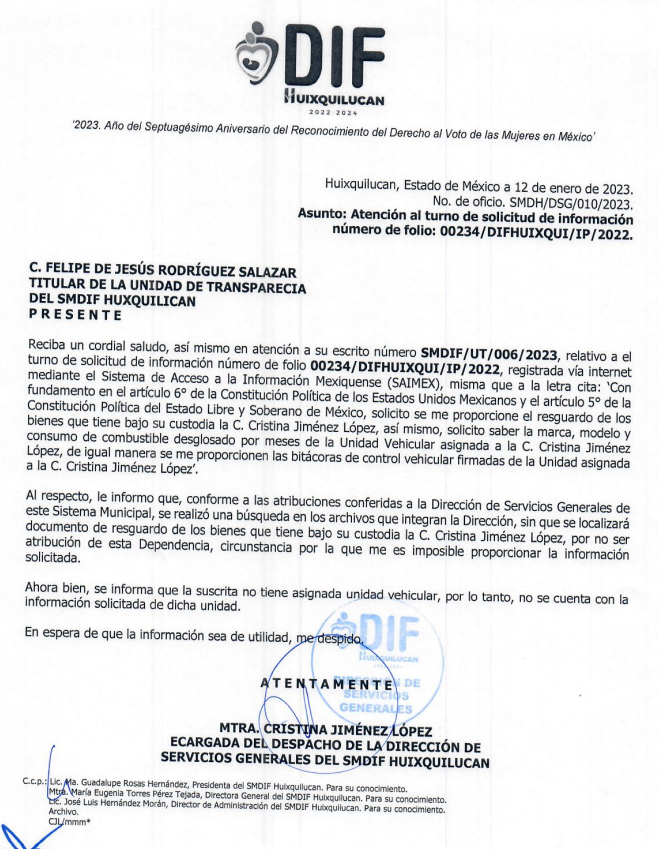 DIF
HUIXQUILUCAN
2022-2024
'2023. Año del Septuagésimo Aniversario del Reconocimiento del Derecho al Voto de las Mujeres en México'
Huixquilucan, Estado de México a 12 de enero de 2023.
No. de oficio. SMDH/DSG/010/2023.
Asunto: Atención al turno de solicitud de información
número de folio: 00234/DIFHUIXQUI/IP/2022.
C. FELIPE DE JESÚS RODRÍGUEZ SALAZAR
TITULAR DE LA UNIDAD DE TRANSPARECIA
DEL SMDIF HUXQUILICAN
P R E S E N T E
Reciba un cordial saludo, así mismo en atención a su escrito número SMDIF/UT/006/2023, relativo a el
turno de solicitud de información número de folio 00234/DIFHUIXQUI/IP/2022, registrada vía internet
mediante el Sistema de Acceso a la Información Mexiquense (SAIMEX), misma que a la letra cita: 'Con
fundamento en el artículo 6° de la Constitución Política de los Estados Unidos Mexicanos y el artículo 5° de la
Constitución Política del Estado Libre y Soberano de México, solicito se me proporcione el resguardo de los
bienes que tiene bajo su custodia la C. Cristina Jiménez López, así mismo, solicito saber la marca, modelo y
consumo de combustible desglosado por meses de la Unidad Vehicular asignada a la C. Cristina Jiménez
López, de igual manera se me proporcionen las bitácoras de control vehicular firmadas de la Unidad asignada
a la C. Cristina Jiménez López'.
Al respecto, le informo que, conforme a las atribuciones conferidas a la Dirección de Servicios Generales de
este Sistema Municipal, se realizó una búsqueda en los archivos que integran la Dirección, sin que se localizará
documento de resguardo de los bienes que tiene bajo su custodia la C. Cristina Jiménez López, por no ser
atribución de esta Dependencia, circunstancia por la que me es imposible proporcionar la información
solicitada.
Ahora bien, se informa que la suscrita no tiene asignada unidad vehicular, por lo tanto, no se cuenta con la
información solicitada de dicha unidad.
En espera de que la información sea de utilidad, me despido.
DIF
HUIXQUILUCAN
DIRECCIÓN DE
SERVICIOS
GENERALES
A T E N T A M E N T E
MTRA. CRISTINA JIMÉNEZ LÓPEZ
ECARGADA DEL DESPACHO DE LA DIRECCIÓN DE
SERVICIOS GENERALES DEL SMDIF HUIXQUILUCAN
C.c.p.: Lic. Ma. Guadalupe Rosas Hernández, Presidenta del SMDIF Huixquilucan. Para su conocimiento.
Mtra. María Eugenia Torres Pérez Tejada, Directora General del SMDIF Huixquilucan. Para su conocimiento.
Lic. José Luis Hernández Morán, Director de Administración del SMDIF Huixquilucan. Para su conocimiento.
Archivo.
CJL/mmm*